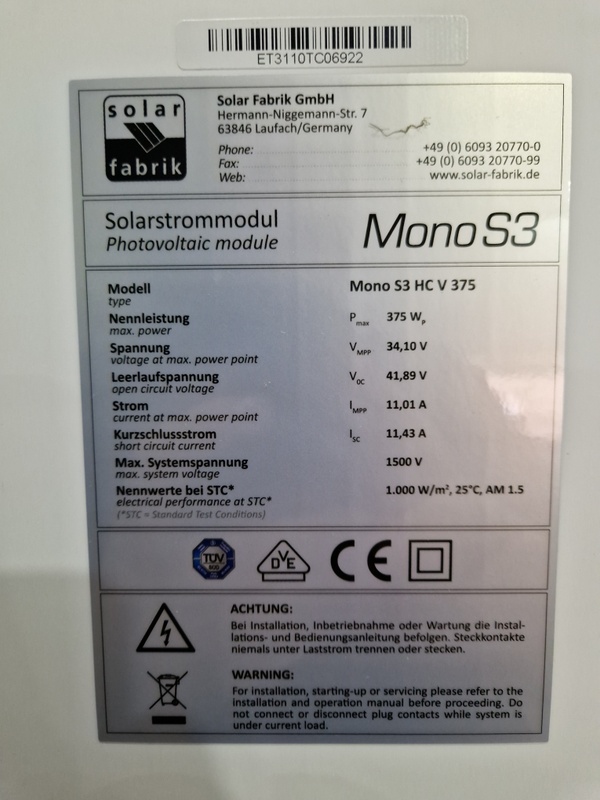 ET3110TC06922
solar
fabrik
Solar Fabrik GmbH
Hermann-Niggemann-Str. 7
63846 Laufach/Germany
Phone: +49 (0) 6093 20770-0
Fax: +49 (0) 6093 20770-99
Web: www.solar-fabrik.de
Solarstrommodul
Photovoltaic module
Mono S3
Modell Mono S3 HC V 375
type
Nennleistung Pmax 375 Wp
max. power
Spannung VMPP 34,10 V
voltage at max. power point
Leerlaufspannung V0C 41,89 V
open circuit voltage
Strom IMPP 11,01 A
current at max. power point
Kurzschlussstrom ISC 11,43 A
short circuit current
Max. Systemspannung 1500 V
max. system voltage
Nennwerte bei STC* 1.000 W/m², 25°C, AM 1.5
electrical performance at STC*
(*STC = Standard Test Conditions)
TÜV
SÜD
DVE
CE
ACHTUNG:
Bei Installation, Inbetriebnahme oder Wartung die Instal-
lations- und Bedienungsanleitung befolgen. Steckkontakte
niemals unter Laststrom trennen oder stecken.
WARNING:
For installation, starting-up or servicing please refer to the
installation and operation manual before proceeding. Do
not connect or disconnect plug contacts while system is
under current load.